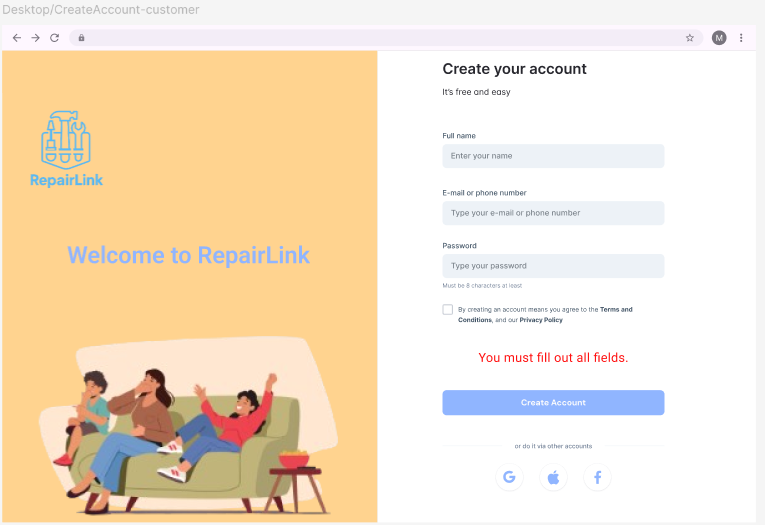 Desktop/CreateAccount-customer
M
RepairLink
Welcome to RepairLink
Create your account
It's free and easy
Full name
Enter your name
E-mail or phone number
Type your e-mail or phone number
Password
Type your password
Must be 8 characters at least
By creating an account means you agree to the Terms and
Conditions, and our Privacy Policy
You must fill out all fields.
Create Account
or do it via other accounts